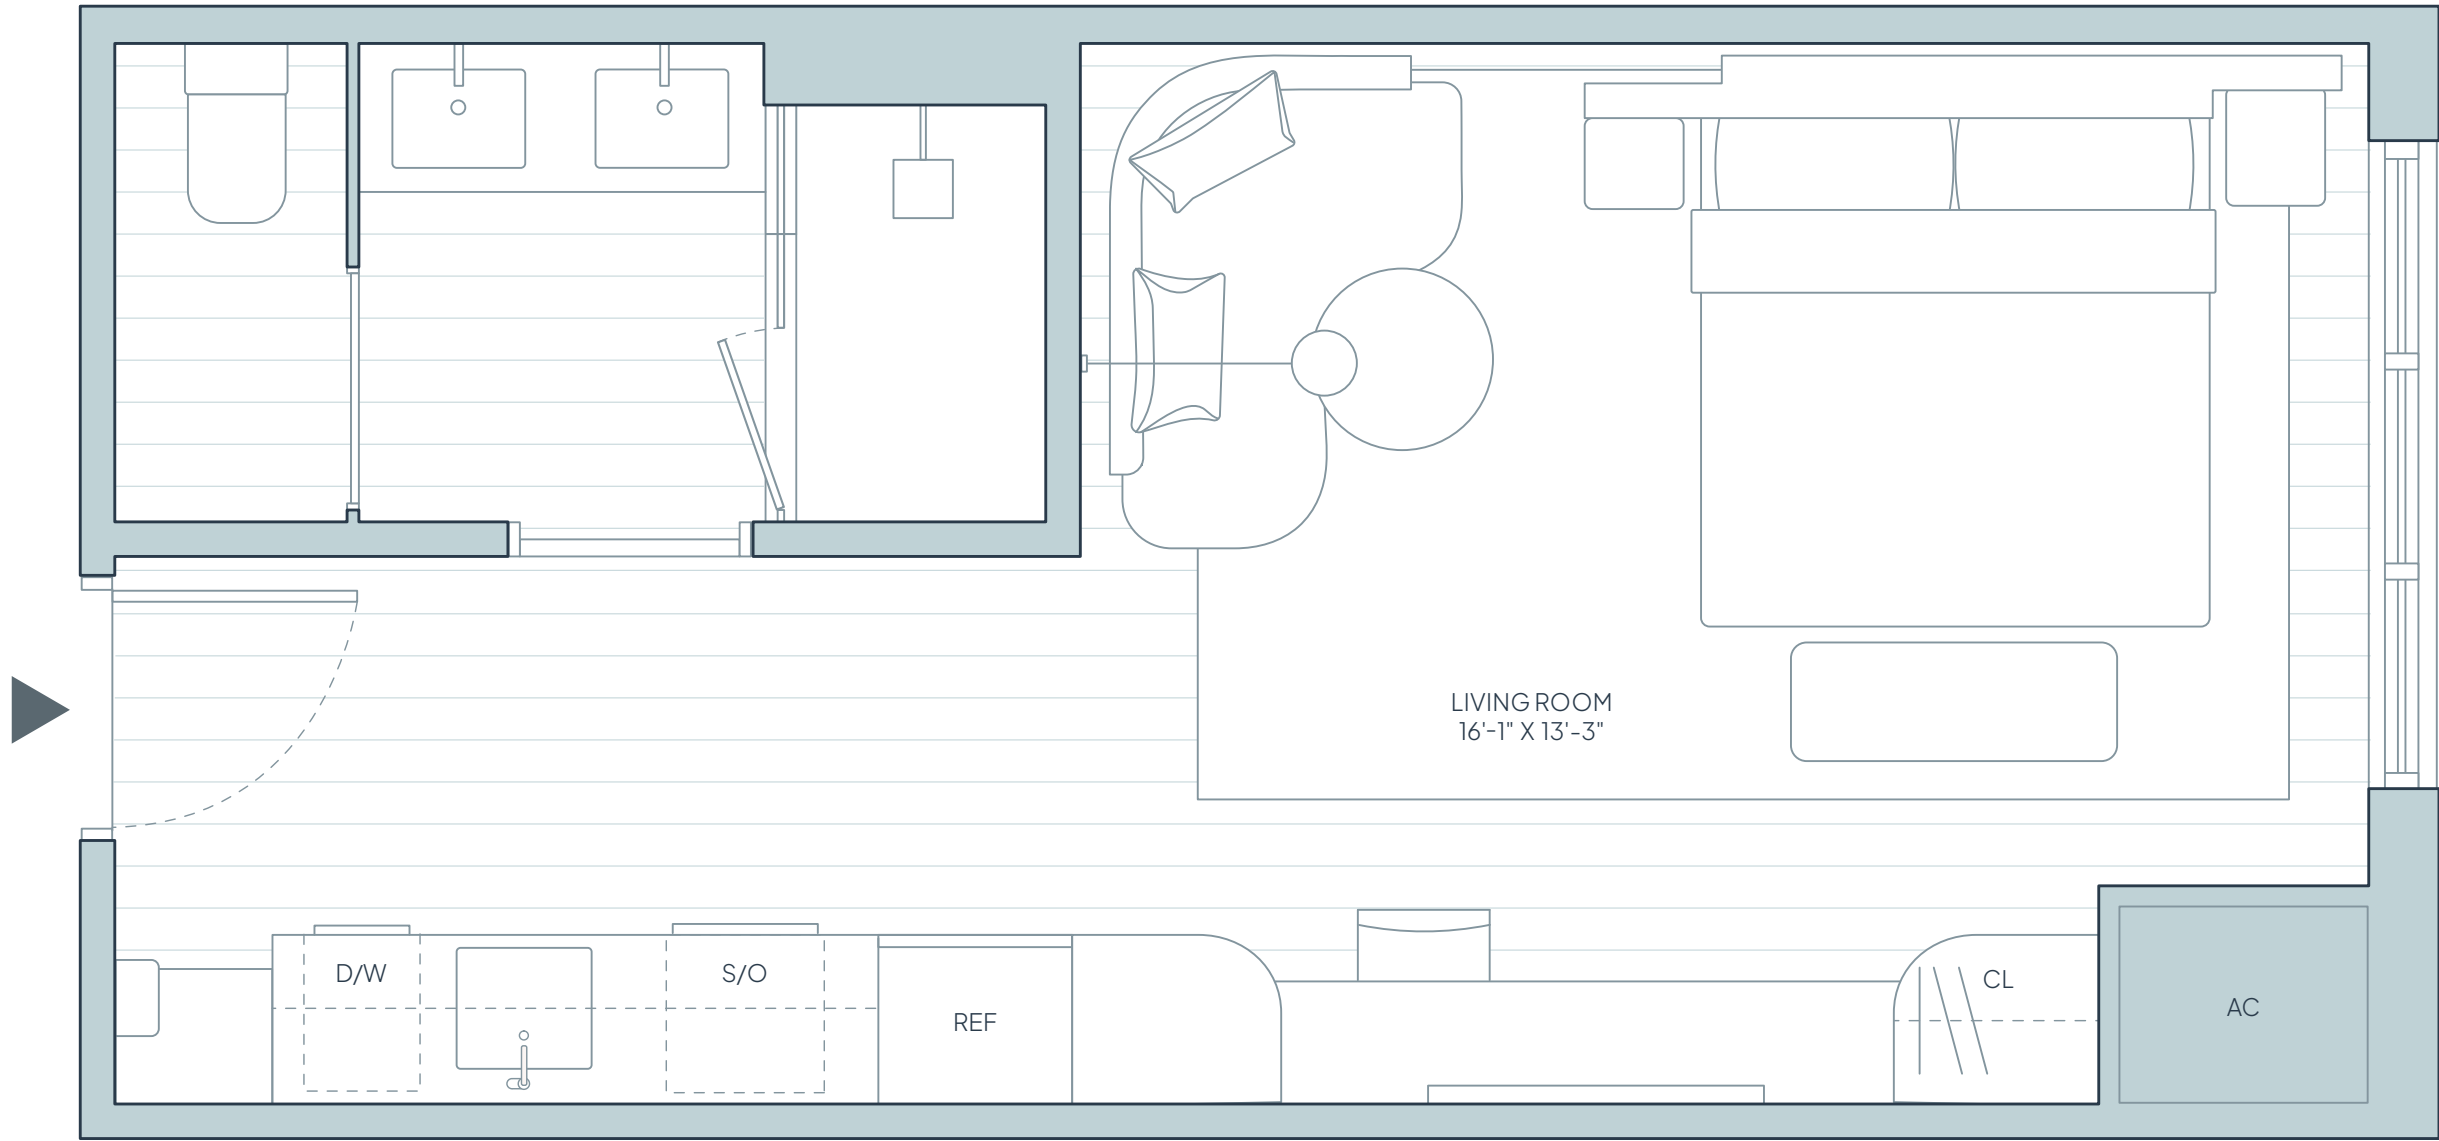 LIVING ROOM
16'-1" X 13'-3"
D/W
S/O
REF
CL
AC